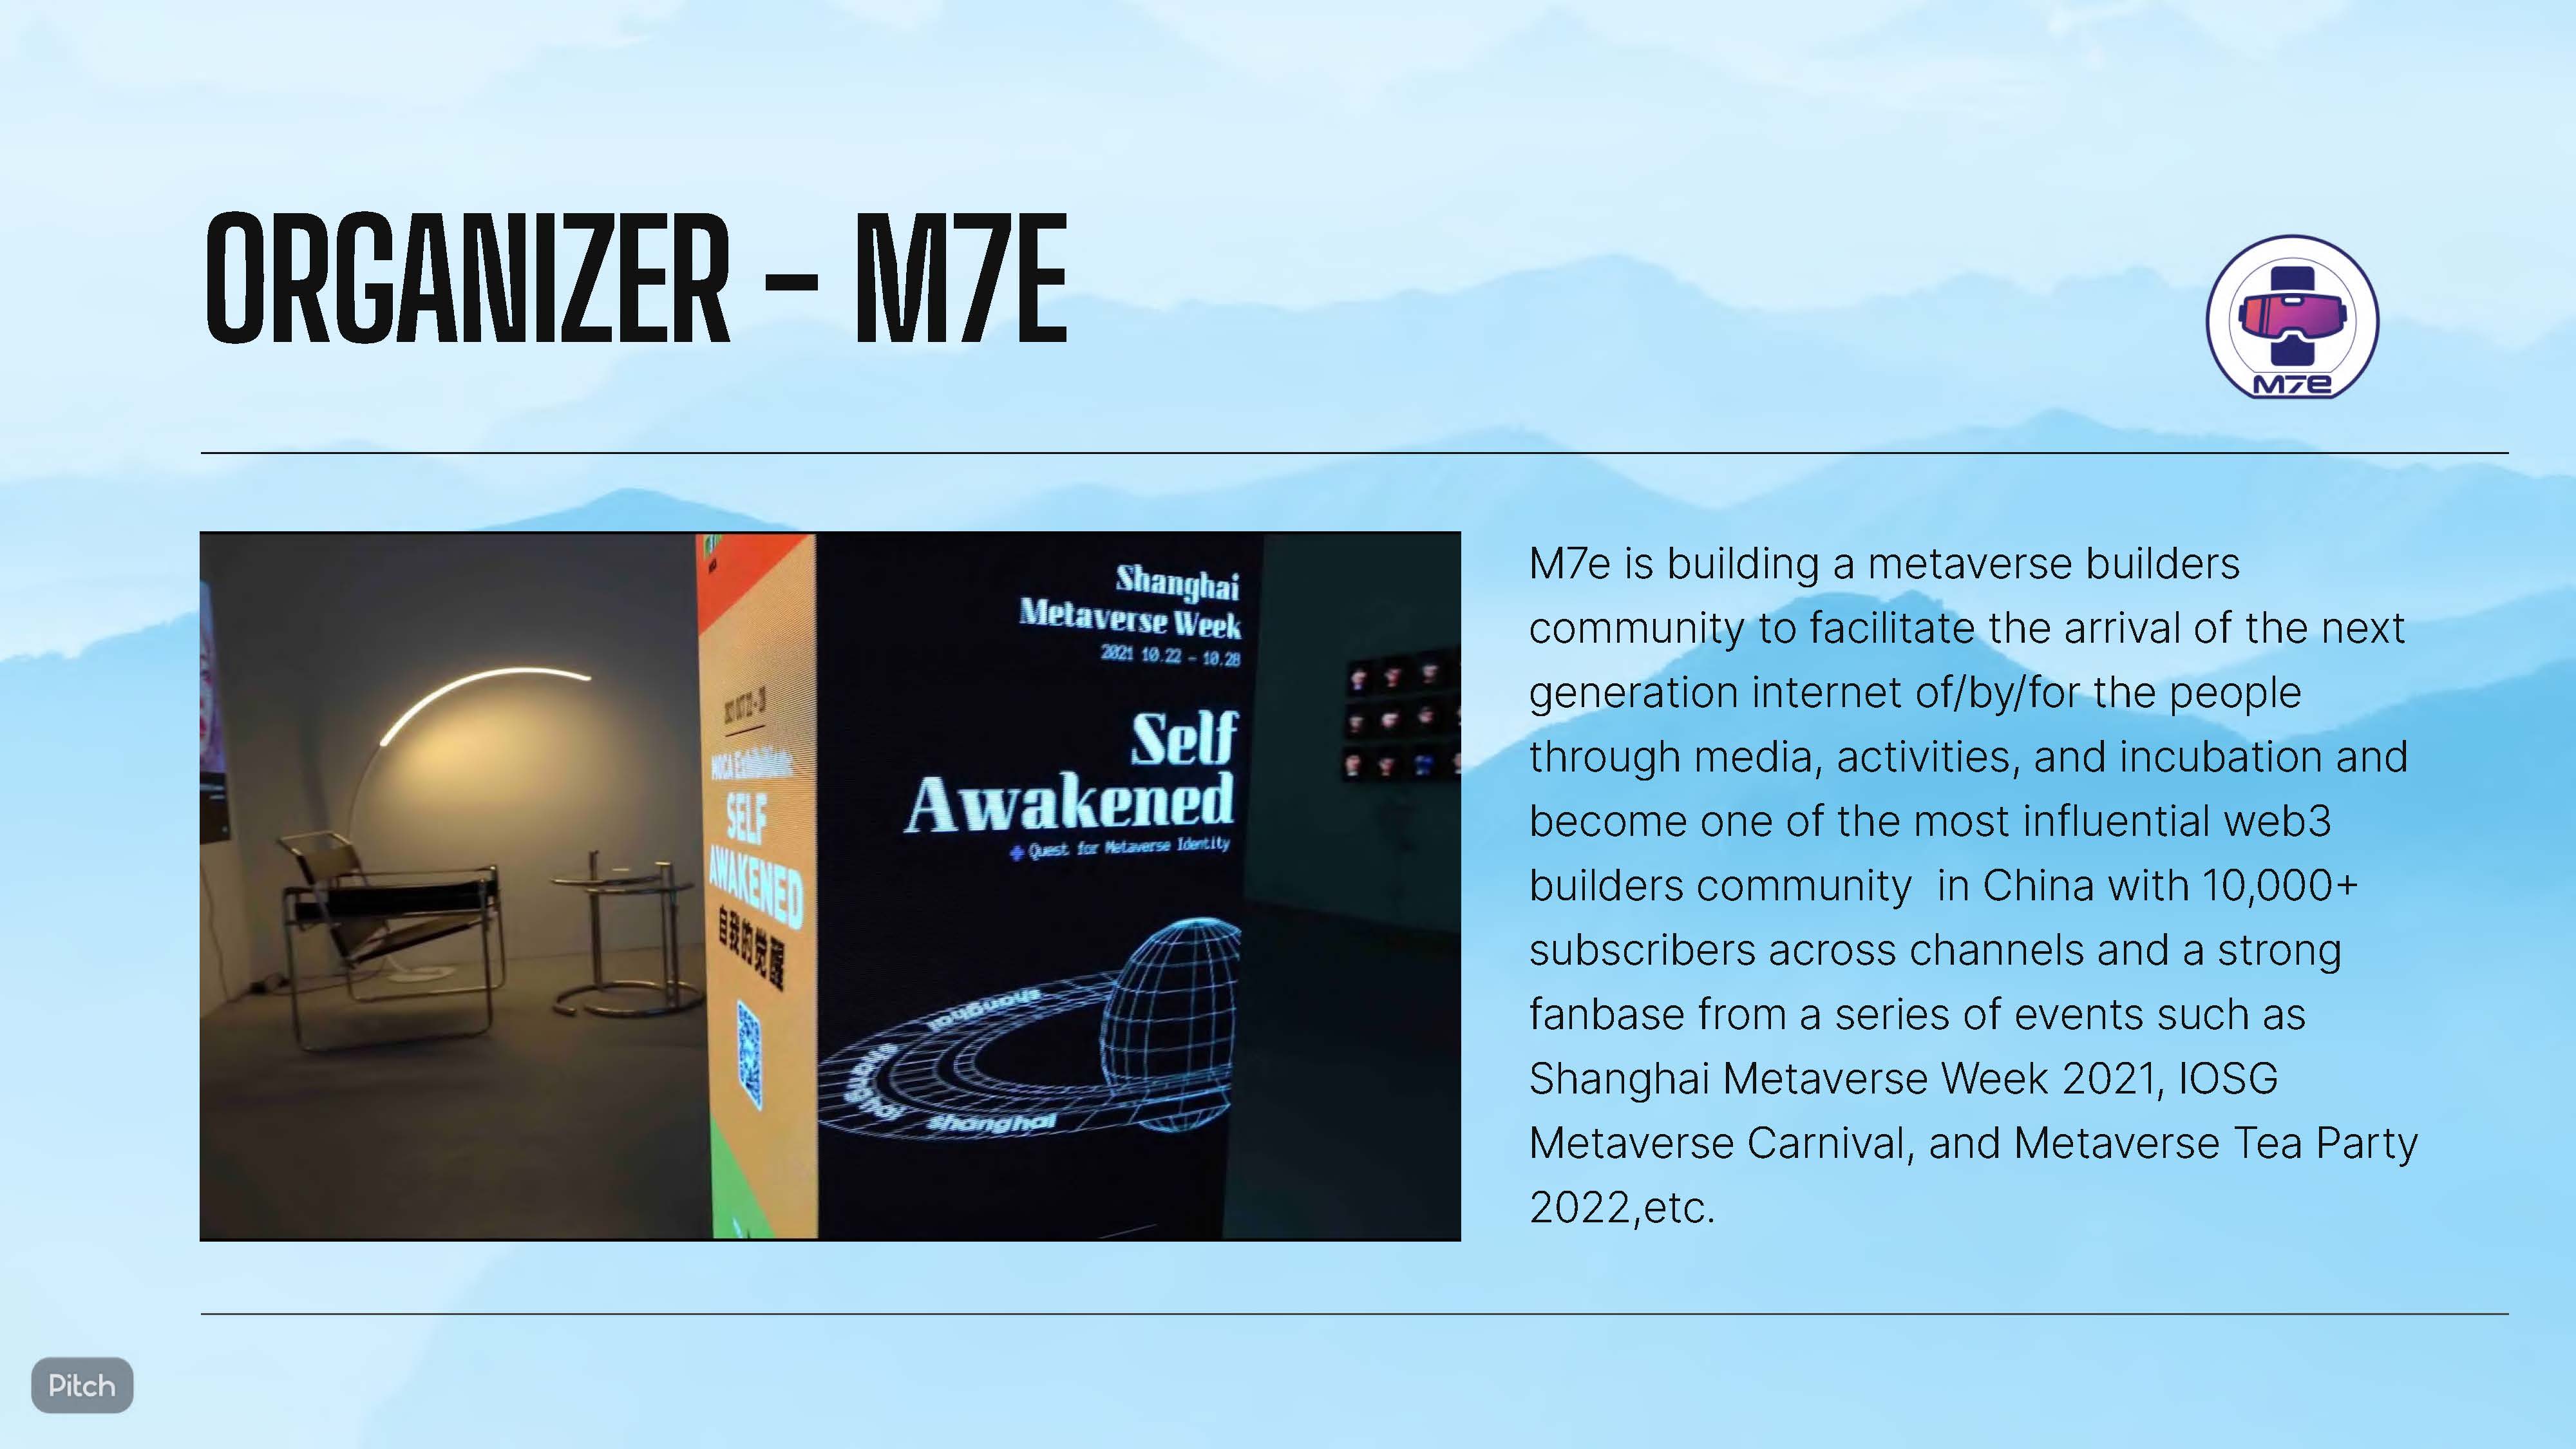 ORGANIZER – M7E
M7e
Shanghai
Metaverse Week
2021 10.22 - 10.28
Self
Awakened
Quest for Metaverse Identity
shanghai
shanghai
shanghai
SELF
AWAKENED
自我的觉醒
M7e is building a metaverse builders
community to facilitate the arrival of the next
generation internet of/by/for the people
through media, activities, and incubation and
become one of the most influential web3
builders community  in China with 10,000+
subscribers across channels and a strong
fanbase from a series of events such as
Shanghai Metaverse Week 2021, IOSG
Metaverse Carnival, and Metaverse Tea Party
2022,etc.
Pitch